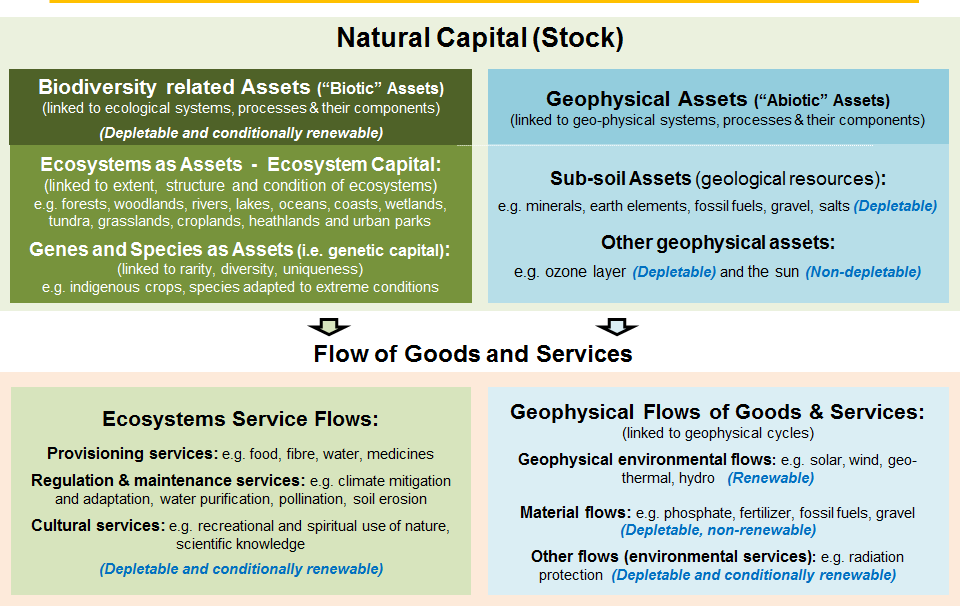 Natural Capital (Stock)
Biodiversity related Assets (“Biotic” Assets)
(linked to ecological systems, processes & their components)
(Depletable and conditionally renewable)
Ecosystems as Assets - Ecosystem Capital:
(linked to extent, structure and condition of ecosystems)
e.g. forests, woodlands, rivers, lakes, oceans, coasts, wetlands,
tundra, grasslands, croplands, heathlands and urban parks
Genes and Species as Assets (i.e. genetic capital):
(linked to rarity, diversity, uniqueness)
e.g. indigenous crops, species adapted to extreme conditions
Geophysical Assets (“Abiotic” Assets)
(linked to geo-physical systems, processes & their components)
Sub-soil Assets (geological resources):
e.g. minerals, earth elements, fossil fuels, gravel, salts (Depletable)
Other geophysical assets:
e.g. ozone layer (Depletable) and the sun (Non-depletable)
Flow of Goods and Services
Ecosystems Service Flows:
Provisioning services: e.g. food, fibre, water, medicines
Regulation & maintenance services: e.g. climate mitigation
and adaptation, water purification, pollination, soil erosion
Cultural services: e.g. recreational and spiritual use of nature,
scientific knowledge
(Depletable and conditionally renewable)
Geophysical Flows of Goods & Services:
(linked to geophysical cycles)
Geophysical environmental flows: e.g. solar, wind, geo-
thermal, hydro (Renewable)
Material flows: e.g. phosphate, fertilizer, fossil fuels, gravel
(Depletable, non-renewable)
Other flows (environmental services): e.g. radiation
protection (Depletable and conditionally renewable)